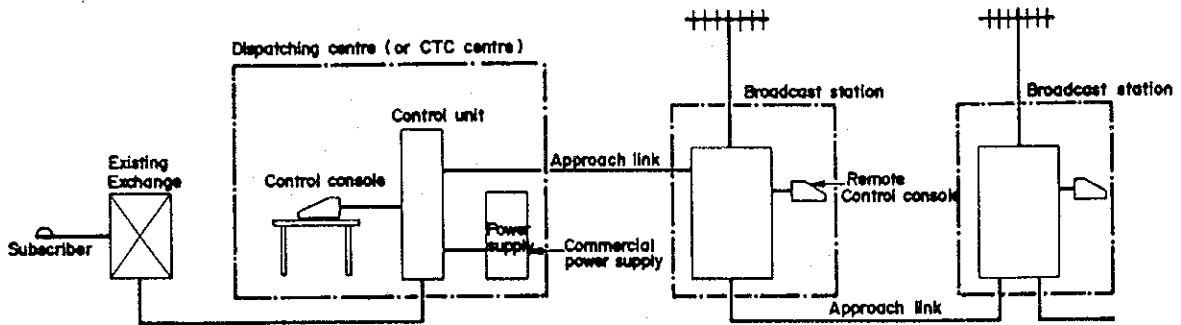 Dispatching centre (or CTC centre)
Broadcast station
Broadcast station
Control unit
Existing
Exchange
Approach link
Control console
Remote
Control console
Subscriber
Power
supply
Commercial
power supply
Approach link